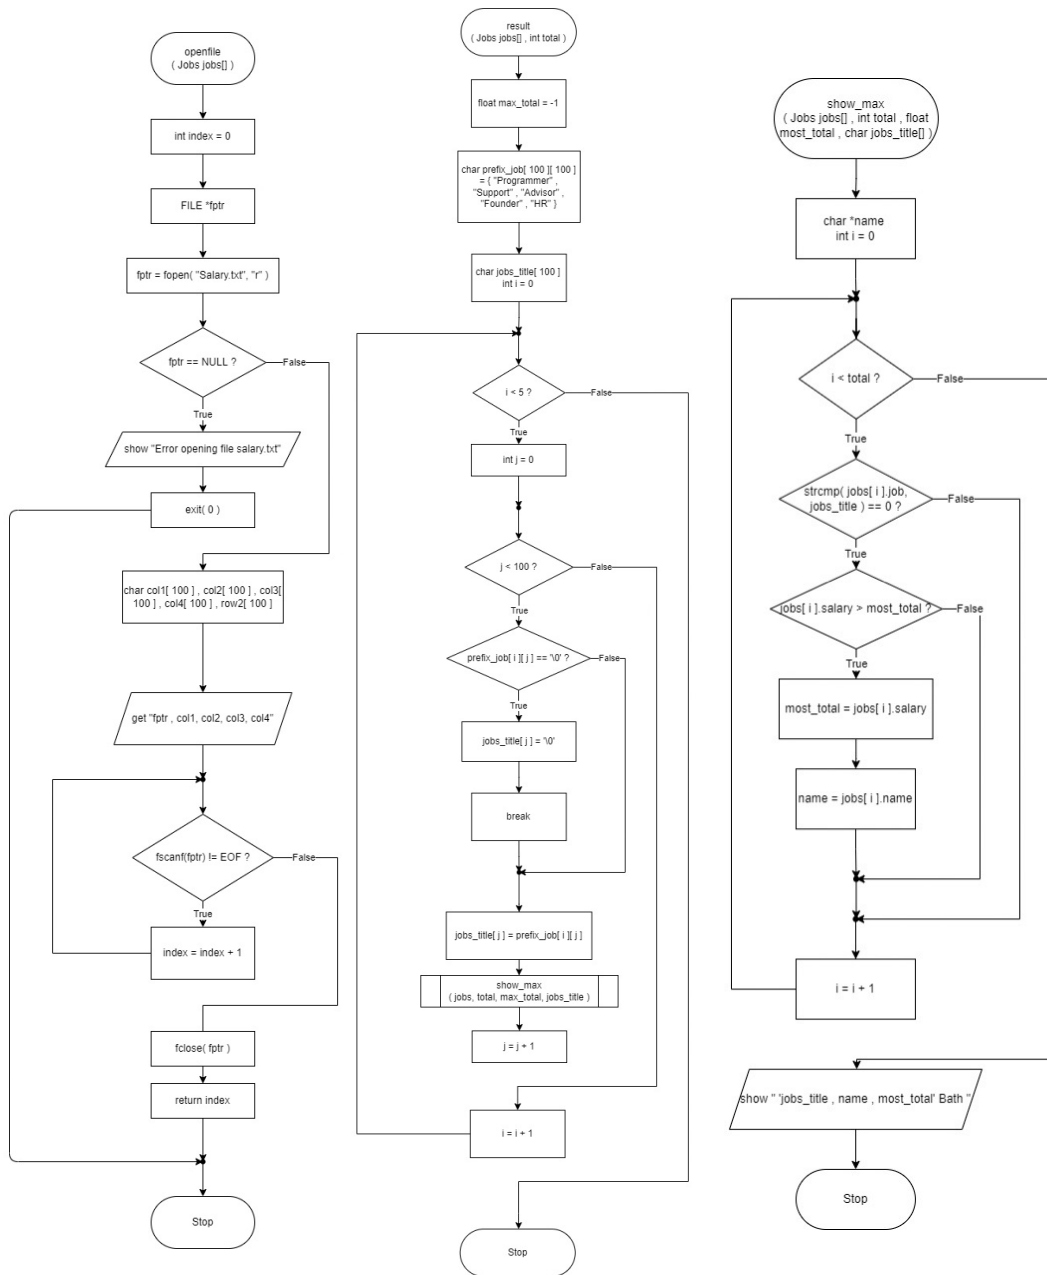 openfile
( Jobs jobs[] )
int index = 0
FILE *fptr
fptr = fopen( "Salary.txt", "r" )
fptr == NULL ?
False
True
show "Error opening file salary.txt"
exit( 0 )
char col1[ 100 ] , col2[ 100 ] , col3[
100 ] , col4[ 100 ] , row2[ 100 ]
get "fptr , col1, col2, col3, col4"
fscanf(fptr) != EOF ?
False
True
index = index + 1
fclose( fptr )
return index
Stop
result
( Jobs jobs[] , int total )
float max_total = -1
char prefix_job[ 100 ][ 100 ]
= { "Programmer" ,
"Support" , "Advisor" ,
"Founder" , "HR" }
char jobs_title[ 100 ]
int i = 0
i < 5 ?
False
True
int j = 0
j < 100 ?
False
True
prefix_job[ i ][ j ] == '\0' ?
False
True
jobs_title[ j ] = '\0'
break
jobs_title[ j ] = prefix_job[ i ][ j ]
show_max
( jobs, total, max_total, jobs_title )
j = j + 1
i = i + 1
Stop
show_max
( Jobs jobs[] , int total , float
most_total , char jobs_title[] )
char *name
int i = 0
i < total ?
False
True
strcmp( jobs[ i ].job,
jobs_title ) == 0 ?
False
True
jobs[ i ].salary > most_total ?
False
True
most_total = jobs[ i ].salary
name = jobs[ i ].name
i = i + 1
show " 'jobs_title , name , most_total' Bath "
Stop